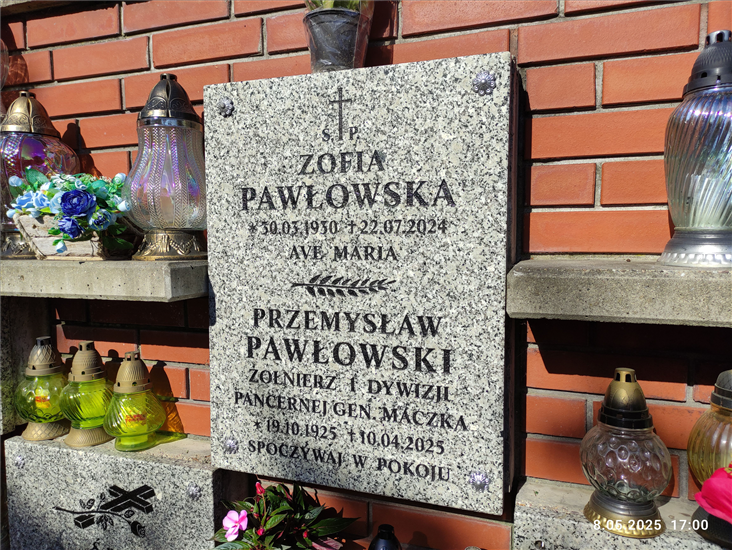 Ś. P.
ZOFIA
PAWŁOWSKA
* 30.03.1930 † 22.07.2024
AVE MARIA
PRZEMYSŁAW
PAWŁOWSKI
ŻOŁNIERZ I DYWIZJI
PANCERNEJ GEN. MACZKA
* 19.10.1925 † 10.04.2025
SPOCZYWAJ W POKOJU
8.05.2025 17:00